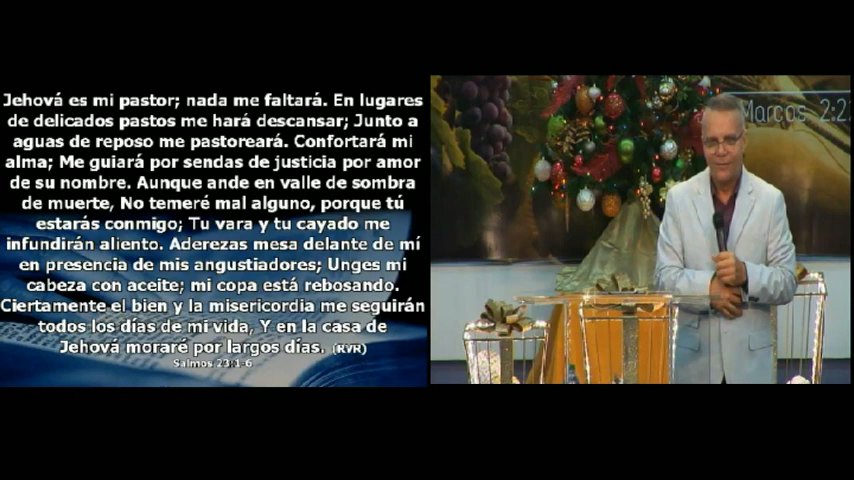 Jehová es mi pastor; nada me faltará. En lugares
de delicados pastos me hará descansar; Junto a
aguas de reposo me pastoreará. Confortará mi
alma; Me guiará por sendas de justicia por amor
de su nombre. Aunque ande en valle de sombra
de muerte, No temeré mal alguno, porque tú
estarás conmigo; Tu vara y tu cayado me
infundirán aliento. Aderezas mesa delante de mí
en presencia de mis angustiadores; Unges mi
cabeza con aceite; mi copa está rebosando.
Ciertamente el bien y la misericordia me seguirán
todos los días de mi vida, Y en la casa de
Jehová moraré por largos días. (RVR)
Salmos 23:1-6
Marcos 2:2